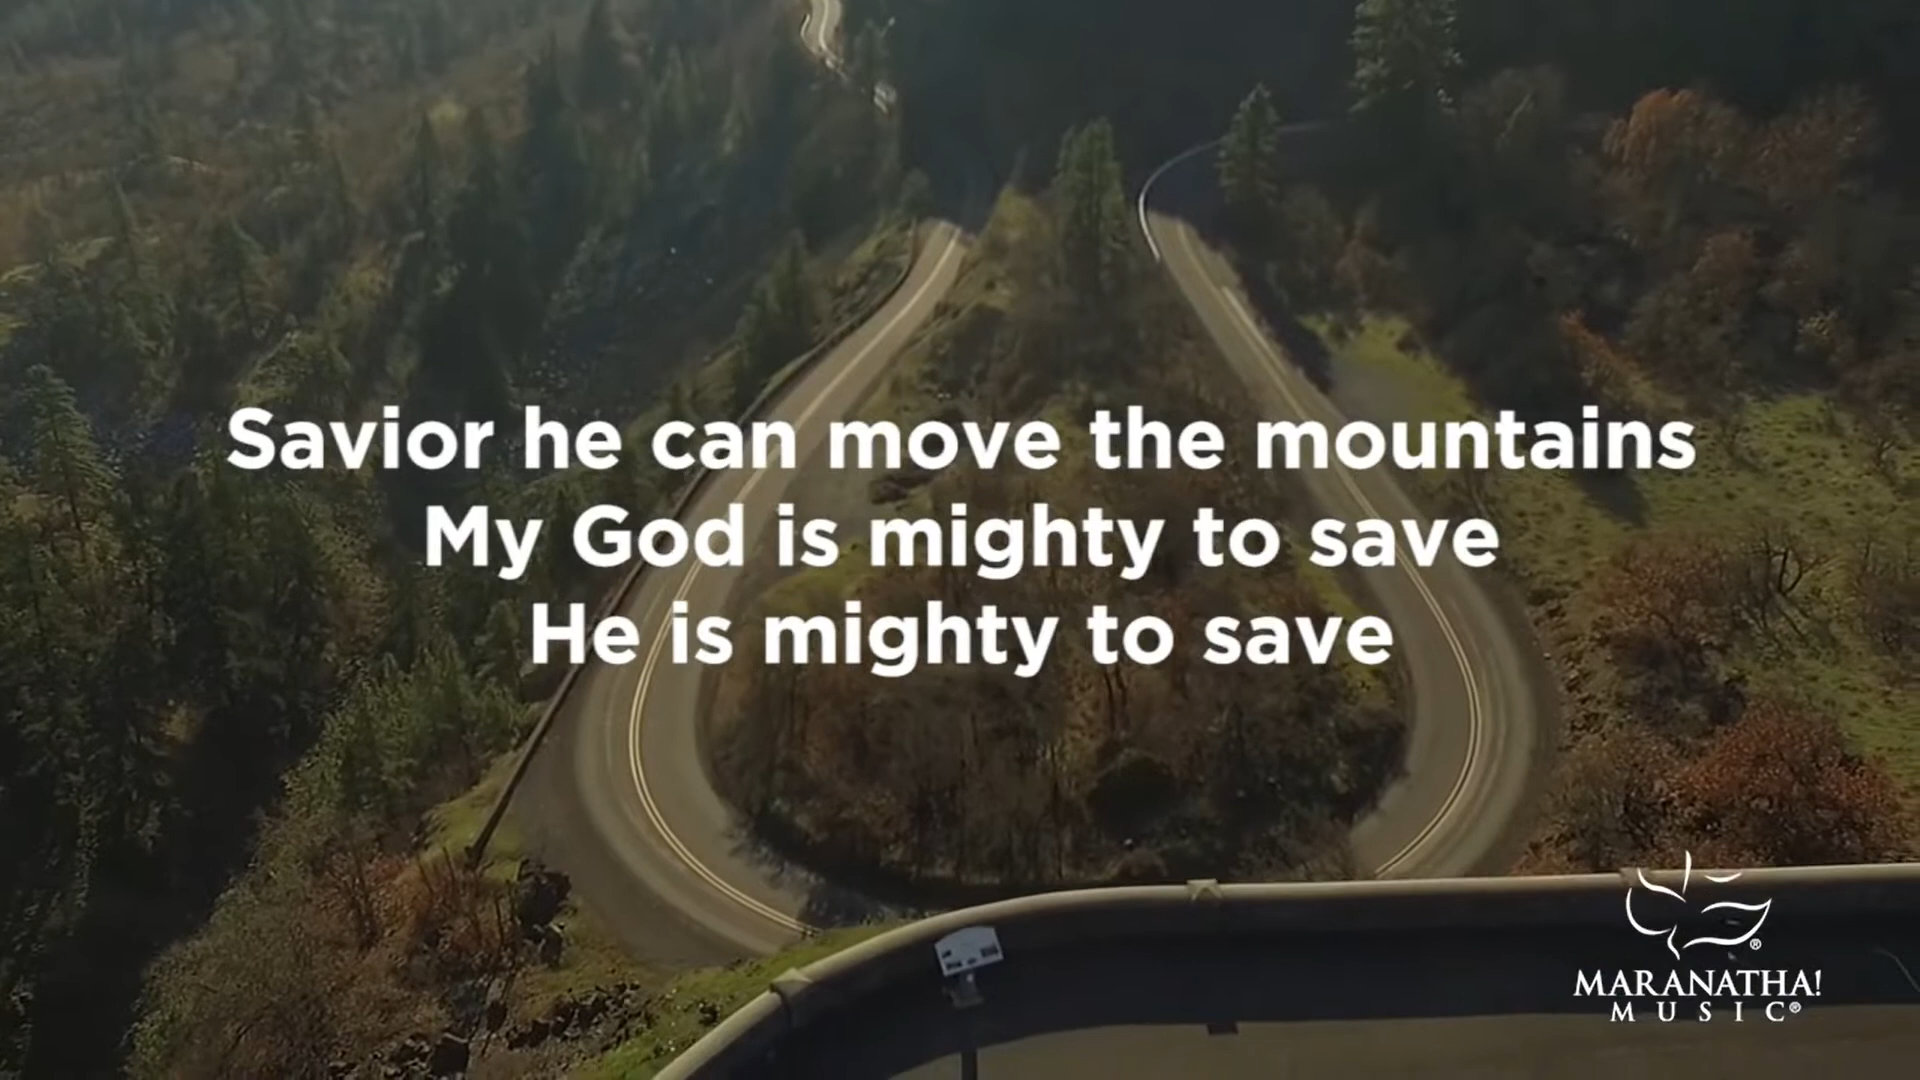 Savior he can move the mountains
My God is mighty to save
He is mighty to save
®
MARANATHA!
MUSIC®